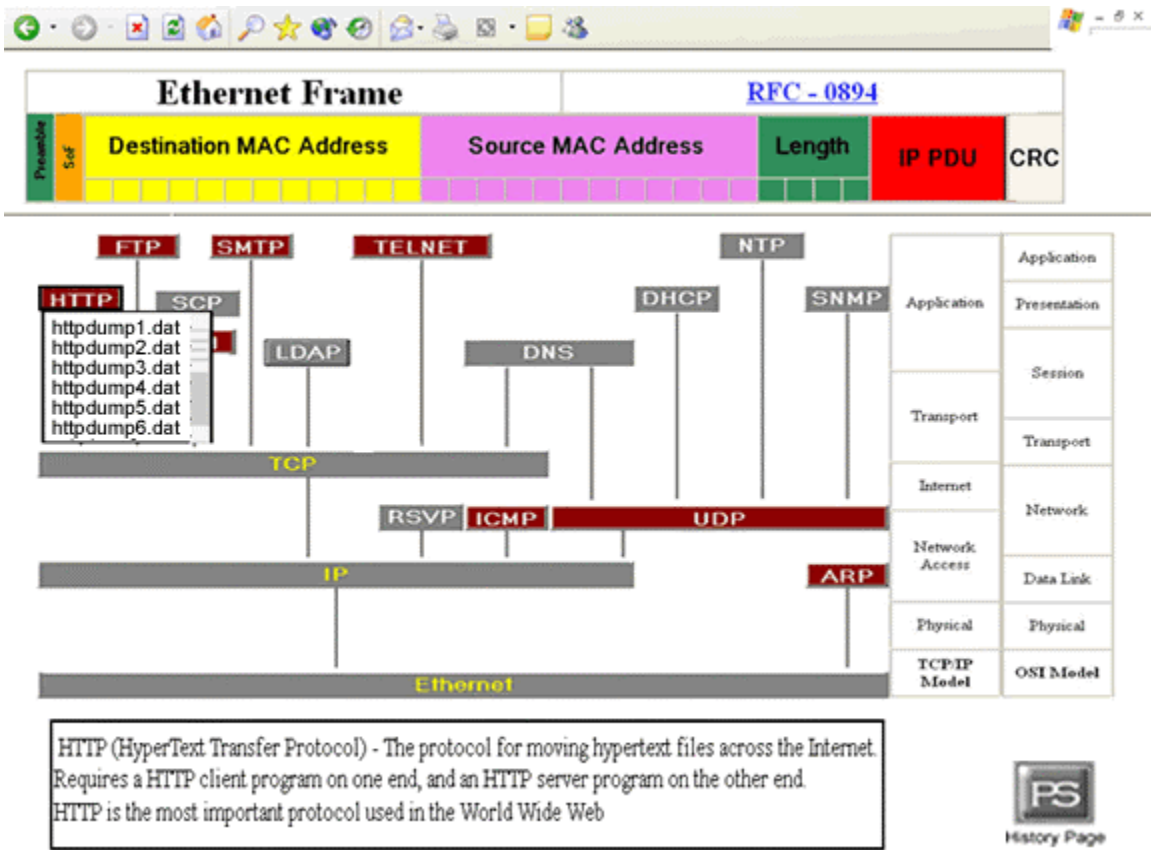 Ethernet Frame
RFC - 0894
Preamble
SoF
Destination MAC Address
Source MAC Address
Length
IP PDU
CRC
FTP
SMTP
TELNET
NTP
HTTP
SCP
DHCP
SNMP
httpdump1.dat
httpdump2.dat
httpdump3.dat
httpdump4.dat
httpdump5.dat
httpdump6.dat
LDAP
DNS
TCP
RSVP
ICMP
UDP
IP
ARP
Ethernet
Application
Transport
Internet
Network
Access
Physical
TCP/IP
Model
Application
Presentation
Session
Transport
Network
Data Link
Physical
OSI Model
HTTP (HyperText Transfer Protocol) - The protocol for moving hypertext files across the Internet.
Requires a HTTP client program on one end, and an HTTP server program on the other end.
HTTP is the most important protocol used in the World Wide Web
PS
History Page